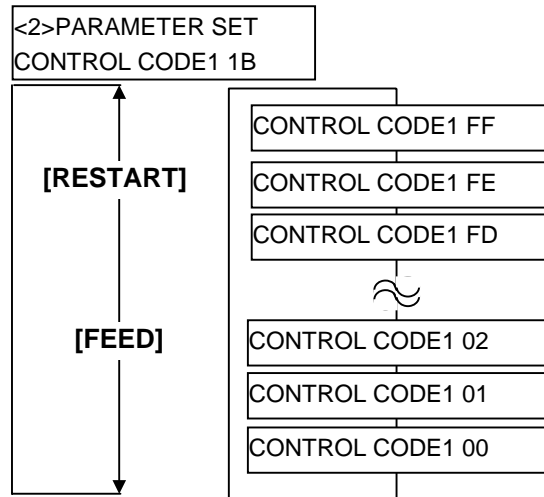 <2>PARAMETER SET
CONTROL CODE1 1B
CONTROL CODE1 FF
[RESTART]
CONTROL CODE1 FE
CONTROL CODE1 FD
[FEED]
CONTROL CODE1 02
CONTROL CODE1 01
CONTROL CODE1 00